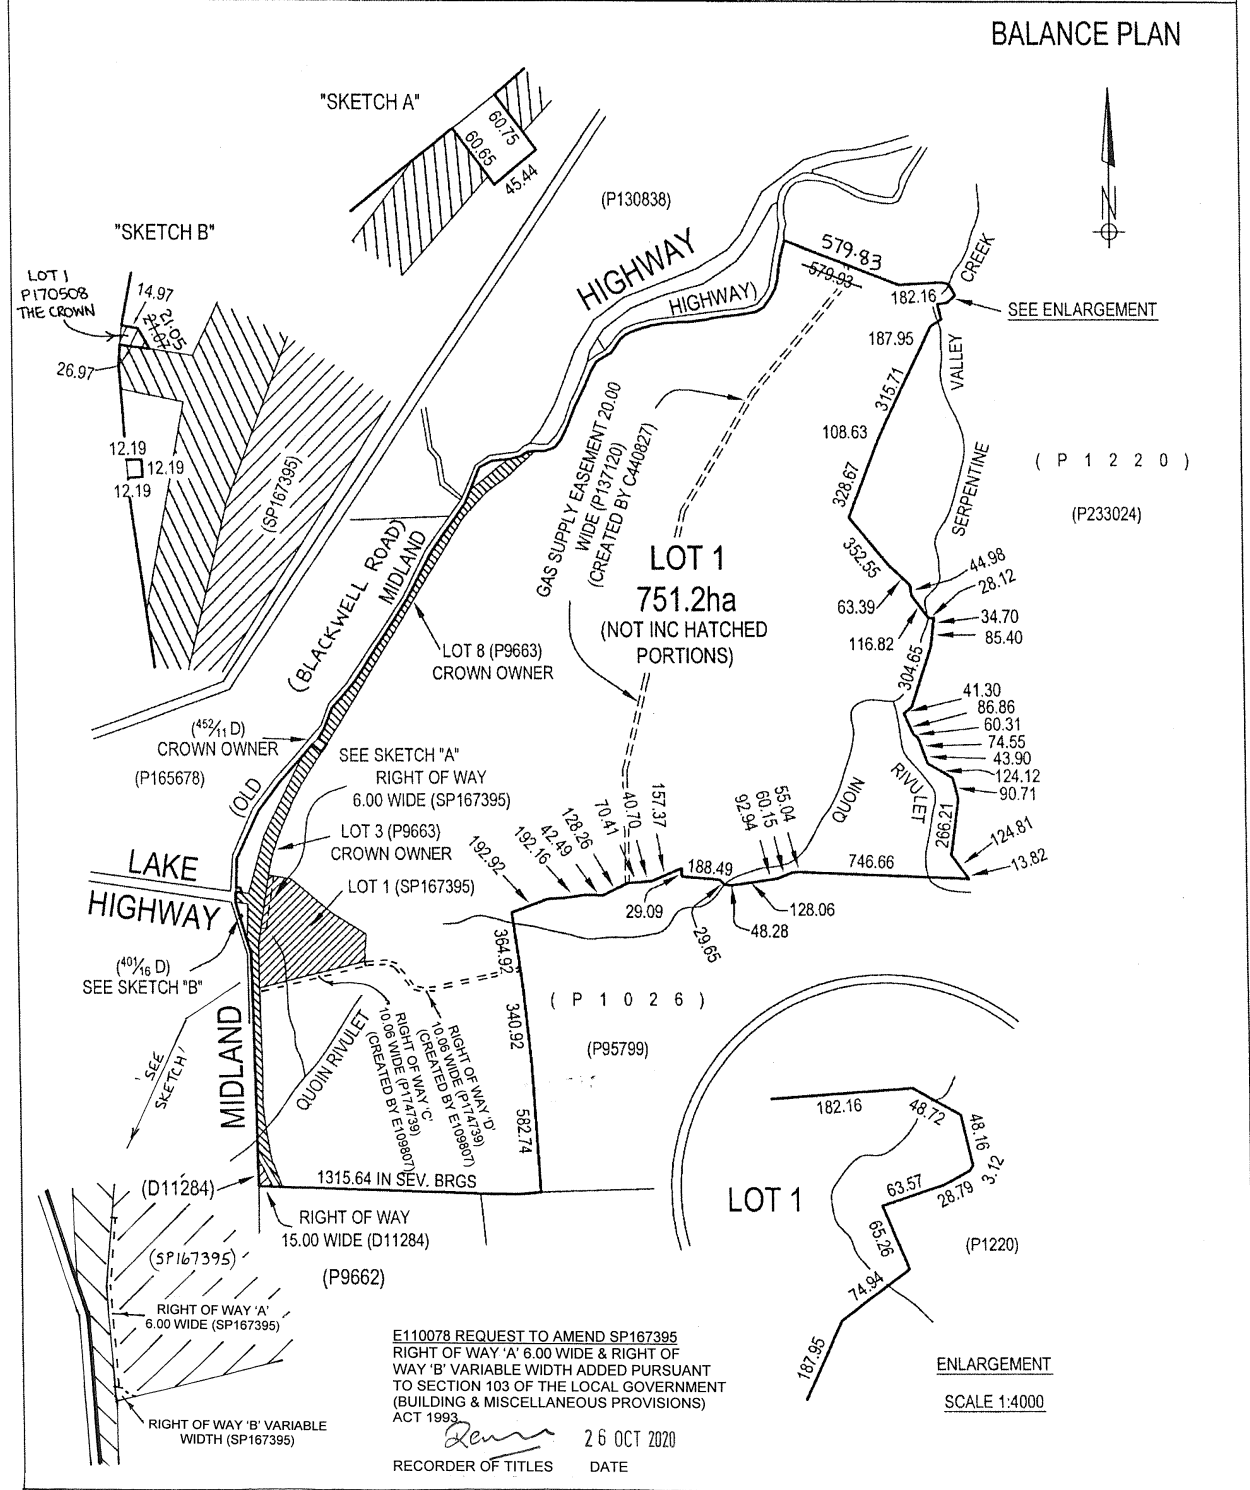 BALANCE PLAN
"SKETCH A"
60.75
60.65
45.44
(P130838)
"SKETCH B"
LOT 1
P170508
THE CROWN
14.97
21.05
21.07
26.97
12.19
12.19
12.19
(SP167395)
HIGHWAY
HIGHWAY)
579.83
579.93
182.16
CREEK
SEE ENLARGEMENT
187.95
VALLEY
315.71
108.63
328.67
SERPENTINE
( P 1 2 2 0 )
(P233024)
GAS SUPPLY EASEMENT 20.00
WIDE (P137120)
(CREATED BY C440827)
LOT 1
751.2ha
(NOT INC HATCHED
PORTIONS)
352.55
44.98
28.12
63.39
34.70
116.82
85.40
304.65
(BLACKWELL ROAD)
MIDLAND
LOT 8 (P9663)
CROWN OWNER
41.30
86.86
60.31
74.55
43.90
124.12
90.71
266.21
124.81
13.82
(452/11 D)
CROWN OWNER
(P165678)
(OLD
SEE SKETCH "A"
RIGHT OF WAY
6.00 WIDE (SP167395)
LOT 3 (P9663)
CROWN OWNER
LOT 1 (SP167395)
LAKE
HIGHWAY
192.92
192.16
42.49
128.26
70.41
40.70
157.37
188.49
92.94
60.15
55.04
QUOIN
RIVULET
746.66
29.09
29.65
48.28
128.06
364.92
340.92
582.74
(401/16 D)
SEE SKETCH "B"
'SEE
SKETCH'
MIDLAND
QUOIN RIVULET
RIGHT OF WAY 'C'
10.06 WIDE (P174739)
(CREATED BY E109807)
RIGHT OF WAY 'D'
10.06 WIDE (P174739)
(CREATED BY E109807)
( P 1 0 2 6 )
(P95799)
1315.64 IN SEV. BRGS
(D11284)
RIGHT OF WAY
15.00 WIDE (D11284)
(P9662)
(SP167395)
RIGHT OF WAY 'A'
6.00 WIDE (SP167395)
RIGHT OF WAY 'B' VARIABLE
WIDTH (SP167395)
182.16
48.72
48.16
3.12
28.79
63.57
65.26
74.94
187.95
LOT 1
(P1220)
ENLARGEMENT
SCALE 1:4000
E110078 REQUEST TO AMEND SP167395
RIGHT OF WAY 'A' 6.00 WIDE & RIGHT OF
WAY 'B' VARIABLE WIDTH ADDED PURSUANT
TO SECTION 103 OF THE LOCAL GOVERNMENT
(BUILDING & MISCELLANEOUS PROVISIONS)
ACT 1993.
26 OCT 2020
RECORDER OF TITLES DATE
N